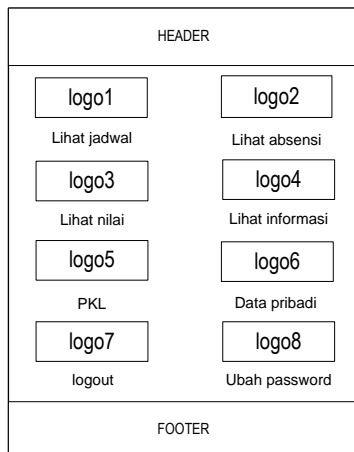 HEADER
logo1 logo2
Lihat jadwal Lihat absensi
logo3 logo4
Lihat nilai Lihat informasi
logo5 logo6
PKL Data pribadi
logo7 logo8
logout Ubah password
FOOTER